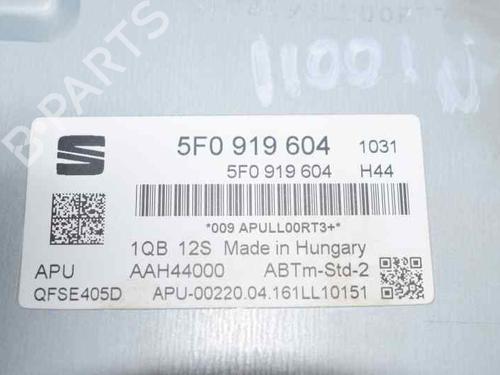 B-PARTS
5F0 919 604 1031
5F0 919 604 H44
*009 APULL00RT3+*
1QB 12S Made in Hungary
APU AAH44000 ABTm-Std-2
QFSE405D APU-00220.04.161LL10151